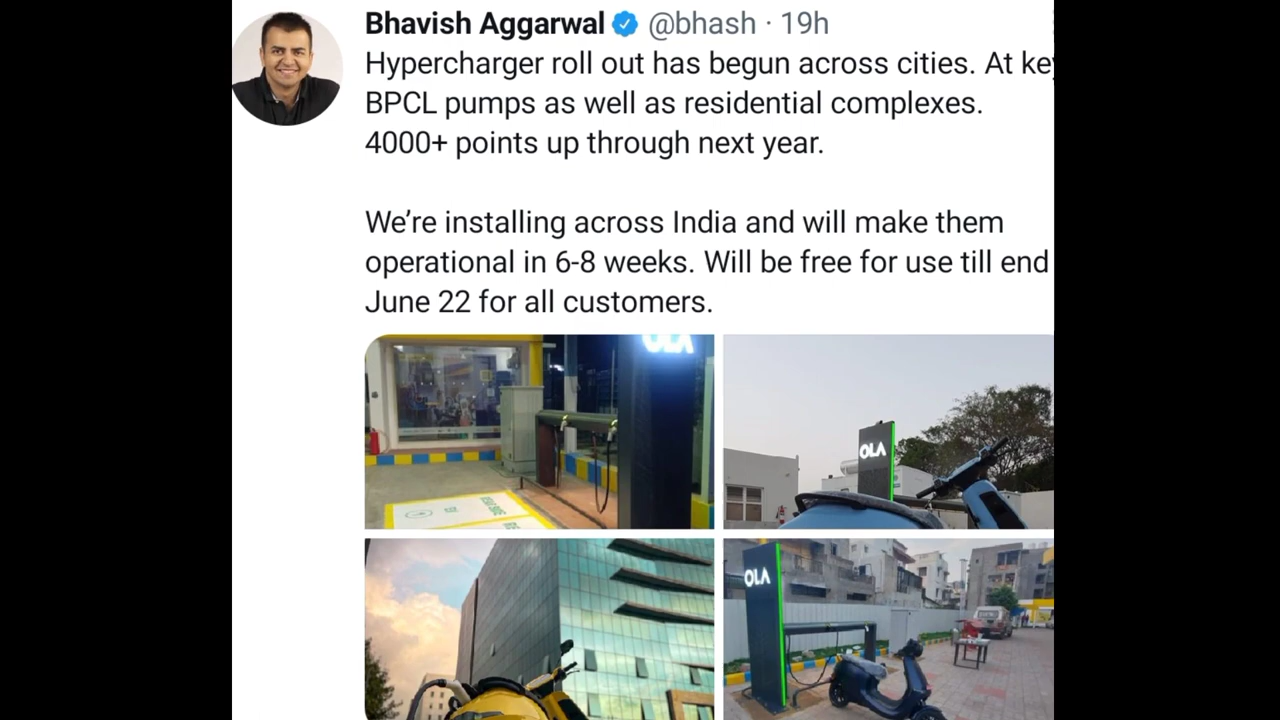 Bhavish Aggarwal @bhash · 19h
Hypercharger roll out has begun across cities. At key
BPCL pumps as well as residential complexes.
4000+ points up through next year.
We’re installing across India and will make them
operational in 6-8 weeks. Will be free for use till end
June 22 for all customers.
OLA
OLA
OLA